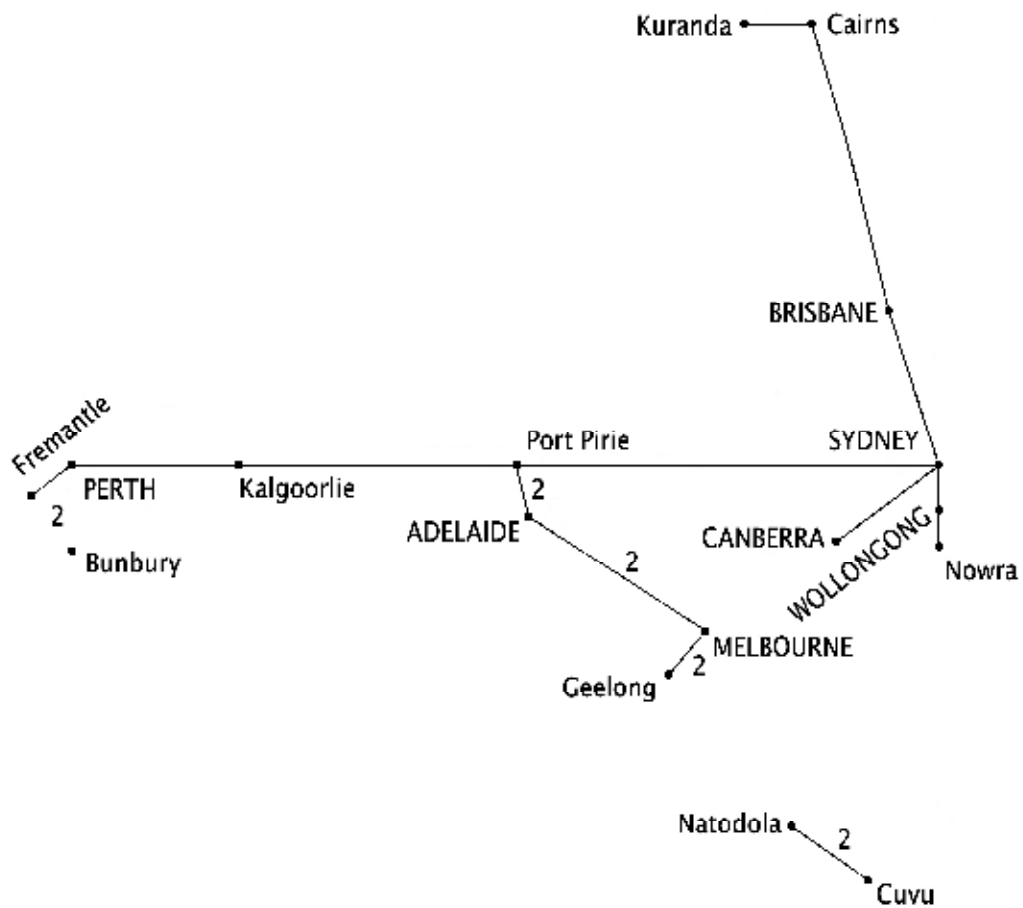 Kuranda
Cairns
BRISBANE
Fremantle
Port Pirie
SYDNEY
PERTH
Kalgoorlie
2
2
ADELAIDE
CANBERRA
WOLLONGONG
Bunbury
2
Nowra
MELBOURNE
2
Geelong
Natodola
2
Cuvu